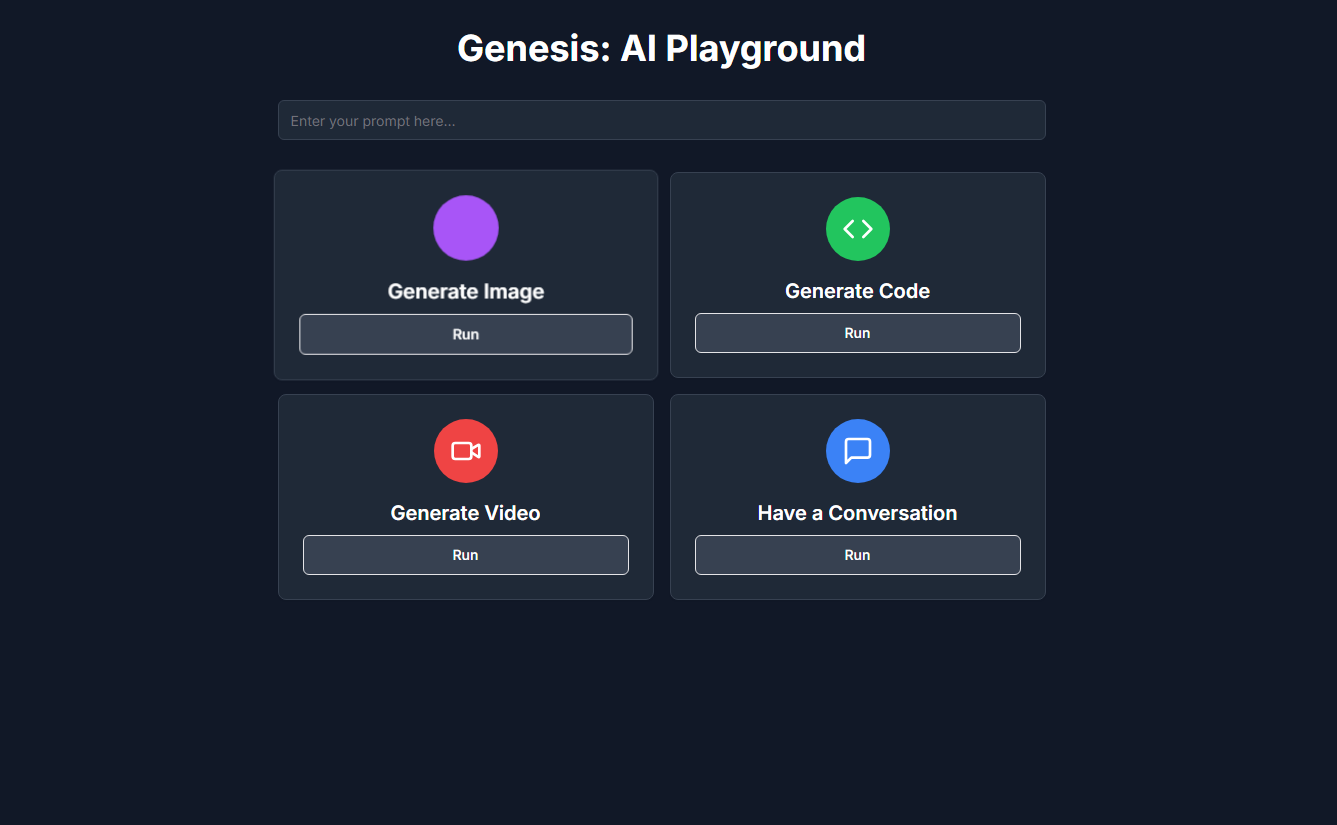 Genesis: AI Playground
Enter your prompt here...
Generate Image
Run
Generate Code
Run
Generate Video
Run
Have a Conversation
Run